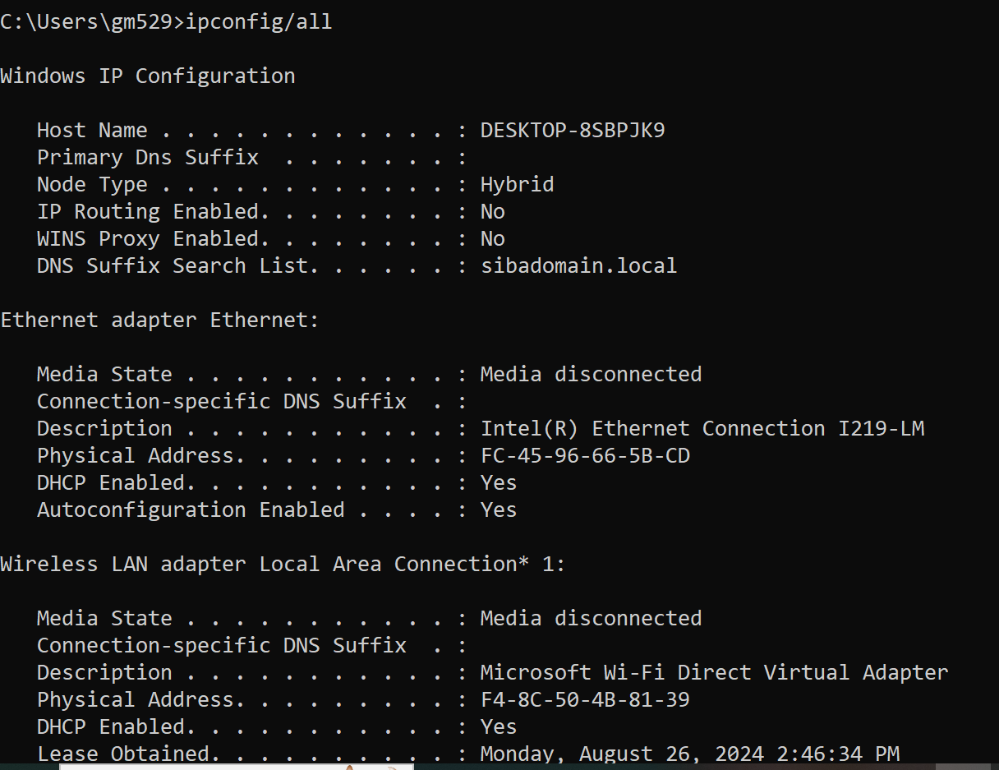 C:\Users\gm529>ipconfig/all
Windows IP Configuration
Host Name . . . . . . . . . . . . : DESKTOP-8SBPJK9
Primary Dns Suffix  . . . . . . . :
Node Type . . . . . . . . . . . . : Hybrid
IP Routing Enabled. . . . . . . . : No
WINS Proxy Enabled. . . . . . . . : No
DNS Suffix Search List. . . . . . : sibadomain.local
Ethernet adapter Ethernet:
Media State . . . . . . . . . . . : Media disconnected
Connection-specific DNS Suffix  . :
Description . . . . . . . . . . . : Intel(R) Ethernet Connection I219-LM
Physical Address. . . . . . . . . : FC-45-96-66-5B-CD
DHCP Enabled. . . . . . . . . . . : Yes
Autoconfiguration Enabled . . . . : Yes
Wireless LAN adapter Local Area Connection* 1:
Media State . . . . . . . . . . . : Media disconnected
Connection-specific DNS Suffix  . :
Description . . . . . . . . . . . : Microsoft Wi-Fi Direct Virtual Adapter
Physical Address. . . . . . . . . : F4-8C-50-4B-81-39
DHCP Enabled. . . . . . . . . . . : Yes
Lease Obtained. . . . . . . . . . : Monday, August 26, 2024 2:46:34 PM